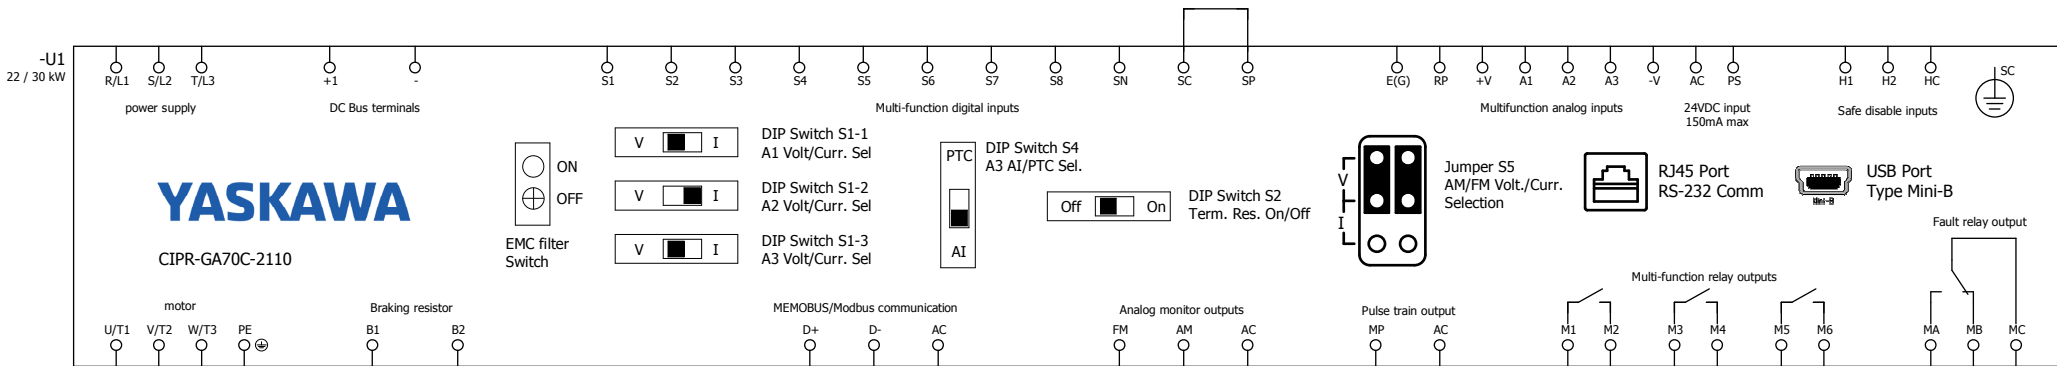 -U1
22 / 30 kW
R/L1 S/L2 T/L3 +1 - S1 S2 S3 S4 S5 S6 S7 S8 SN SC SP E(G) RP +V A1 A2 A3 -V AC PS H1 H2 HC SC
power supply DC Bus terminals Multi-function digital inputs Multifunction analog inputs 24VDC input Safe disable inputs
150mA max
ON
OFF
EMC filter
Switch
V I
DIP Switch S1-1
A1 Volt/Curr. Sel
V I
DIP Switch S1-2
A2 Volt/Curr. Sel
V I
DIP Switch S1-3
A3 Volt/Curr. Sel
PTC
AI
DIP Switch S4
A3 AI/PTC Sel.
Off On
DIP Switch S2
Term. Res. On/Off
V
I
Jumper S5
AM/FM Volt./Curr.
Selection
RJ45 Port
RS-232 Comm
Mini-B
USB Port
Type Mini-B
YASKAWA
CIPR-GA70C-2110
Fault relay output
Multi-function relay outputs
motor Braking resistor MEMOBUS/Modbus communication Analog monitor outputs Pulse train output
U/T1 V/T2 W/T3 PE B1 B2 D+ D- AC FM AM AC MP AC M1 M2 M3 M4 M5 M6 MA MB MC